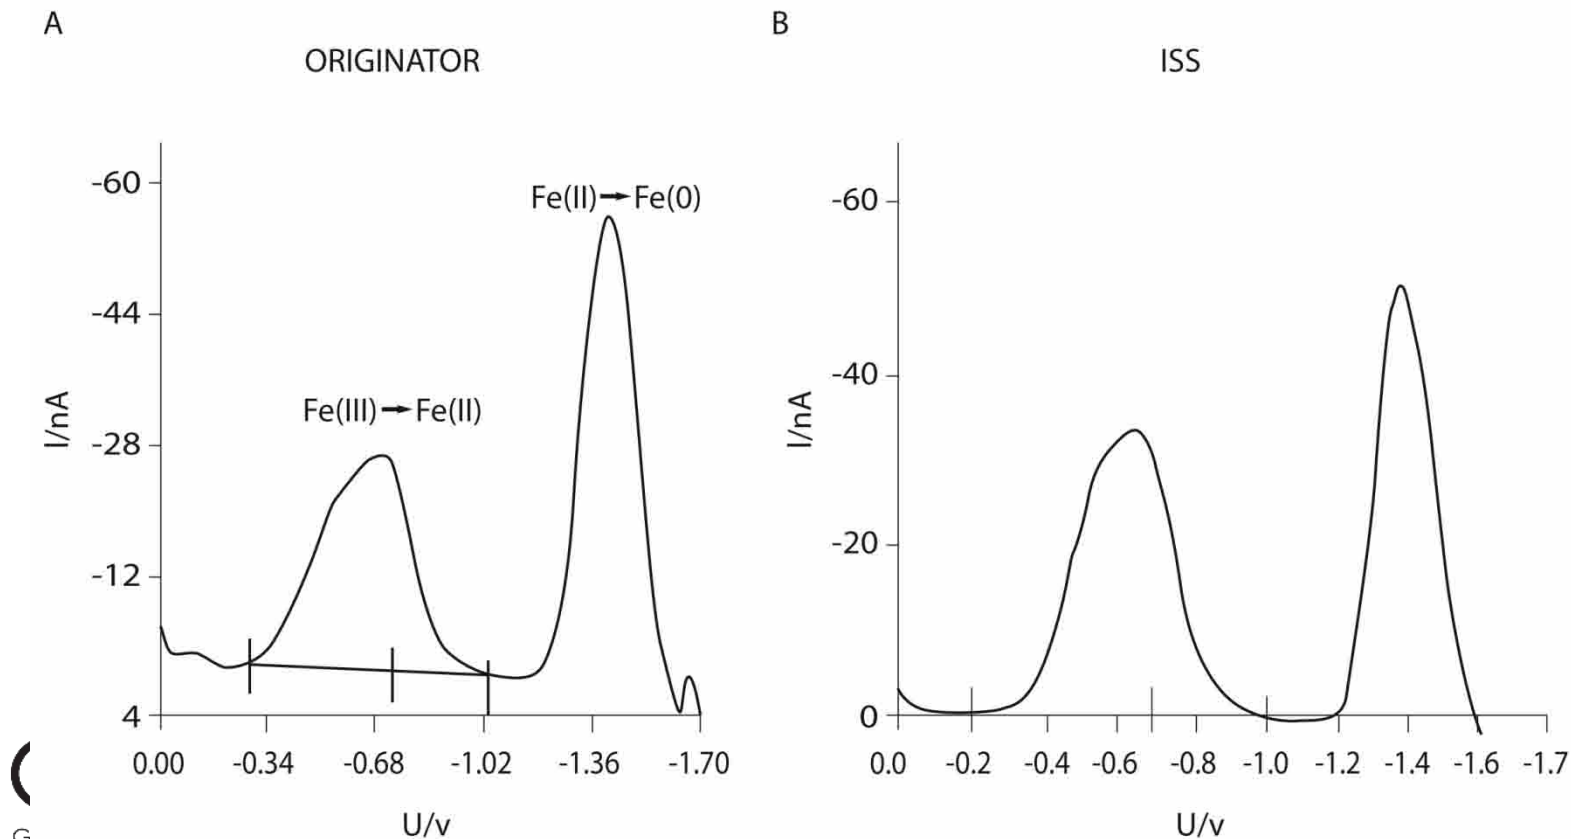 A
ORIGINATOR
-60
-44
-28
-12
4
I/nA
Fe(III)→Fe(II)
Fe(II)→Fe(0)
0.00 -0.34 -0.68 -1.02 -1.36 -1.70
U/v
B
ISS
-60
-40
-20
0
I/nA
0.0 -0.2 -0.4 -0.6 -0.8 -1.0 -1.2 -1.4 -1.6 -1.7
U/v